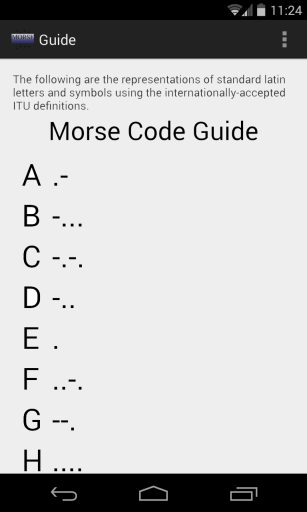 11:24
MORSE
Guide
The following are the representations of standard latin
letters and symbols using the internationally-accepted
ITU definitions.
Morse Code Guide
A .-
B -...
C -.-.
D -..
E .
F ..-.
G --.
H ....